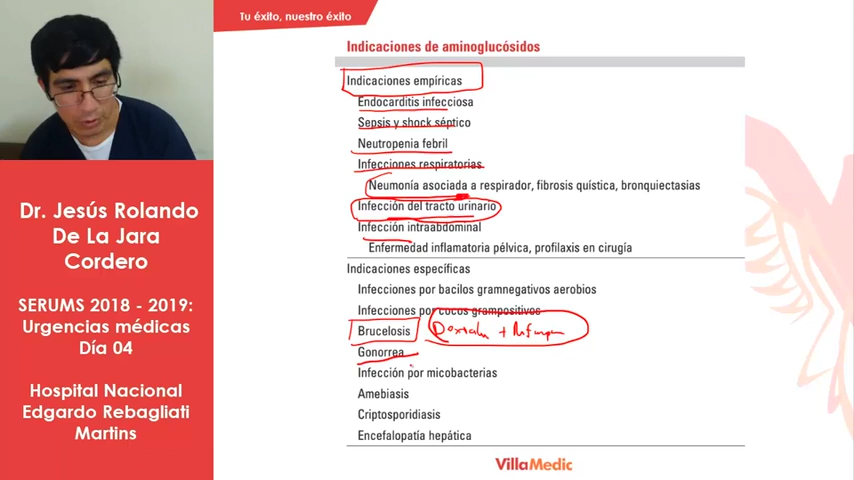 Tu éxito, nuestro éxito
Dr. Jesús Rolando
De La Jara
Cordero
SERUMS 2018 - 2019:
Urgencias médicas
Día 04
Hospital Nacional
Edgardo Rebagliati
Martins
Indicaciones de aminoglucósidos
Indicaciones empíricas
Endocarditis infecciosa
Sepsis y shock séptico
Neutropenia febril
Infecciones respiratorias
Neumonía asociada a respirador, fibrosis quística, bronquiectasias
Infección del tracto urinario
Infección intraabdominal
Enfermedad inflamatoria pélvica, profilaxis en cirugía
Indicaciones específicas
Infecciones por bacilos gramnegativos aerobios
Infecciones por cocos grampositivos
Brucelosis
Gonorrea
Infección por micobacterias
Amebiasis
Criptosporidiasis
Encefalopatía hepática
VillaMedic